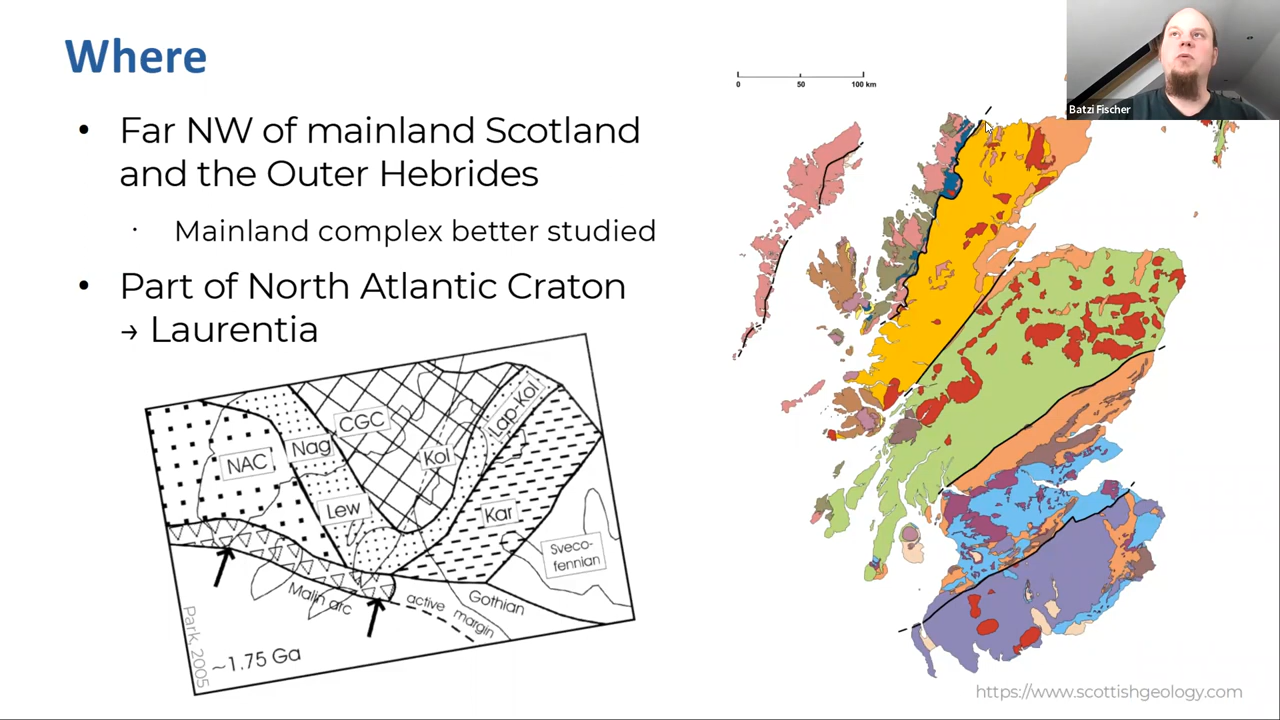 Where
• Far NW of mainland Scotland
and the Outer Hebrides
· Mainland complex better studied
• Part of North Atlantic Craton
→ Laurentia
NAC
Nag
CGC
Kol
Lap-Kol
Lew
Kar
Sveco-
fennian
Malin arc
active margin
Gothian
Park, 2005
~1.75 Ga
0 50 100 km
Batzi Fischer
https://www.scottishgeology.com